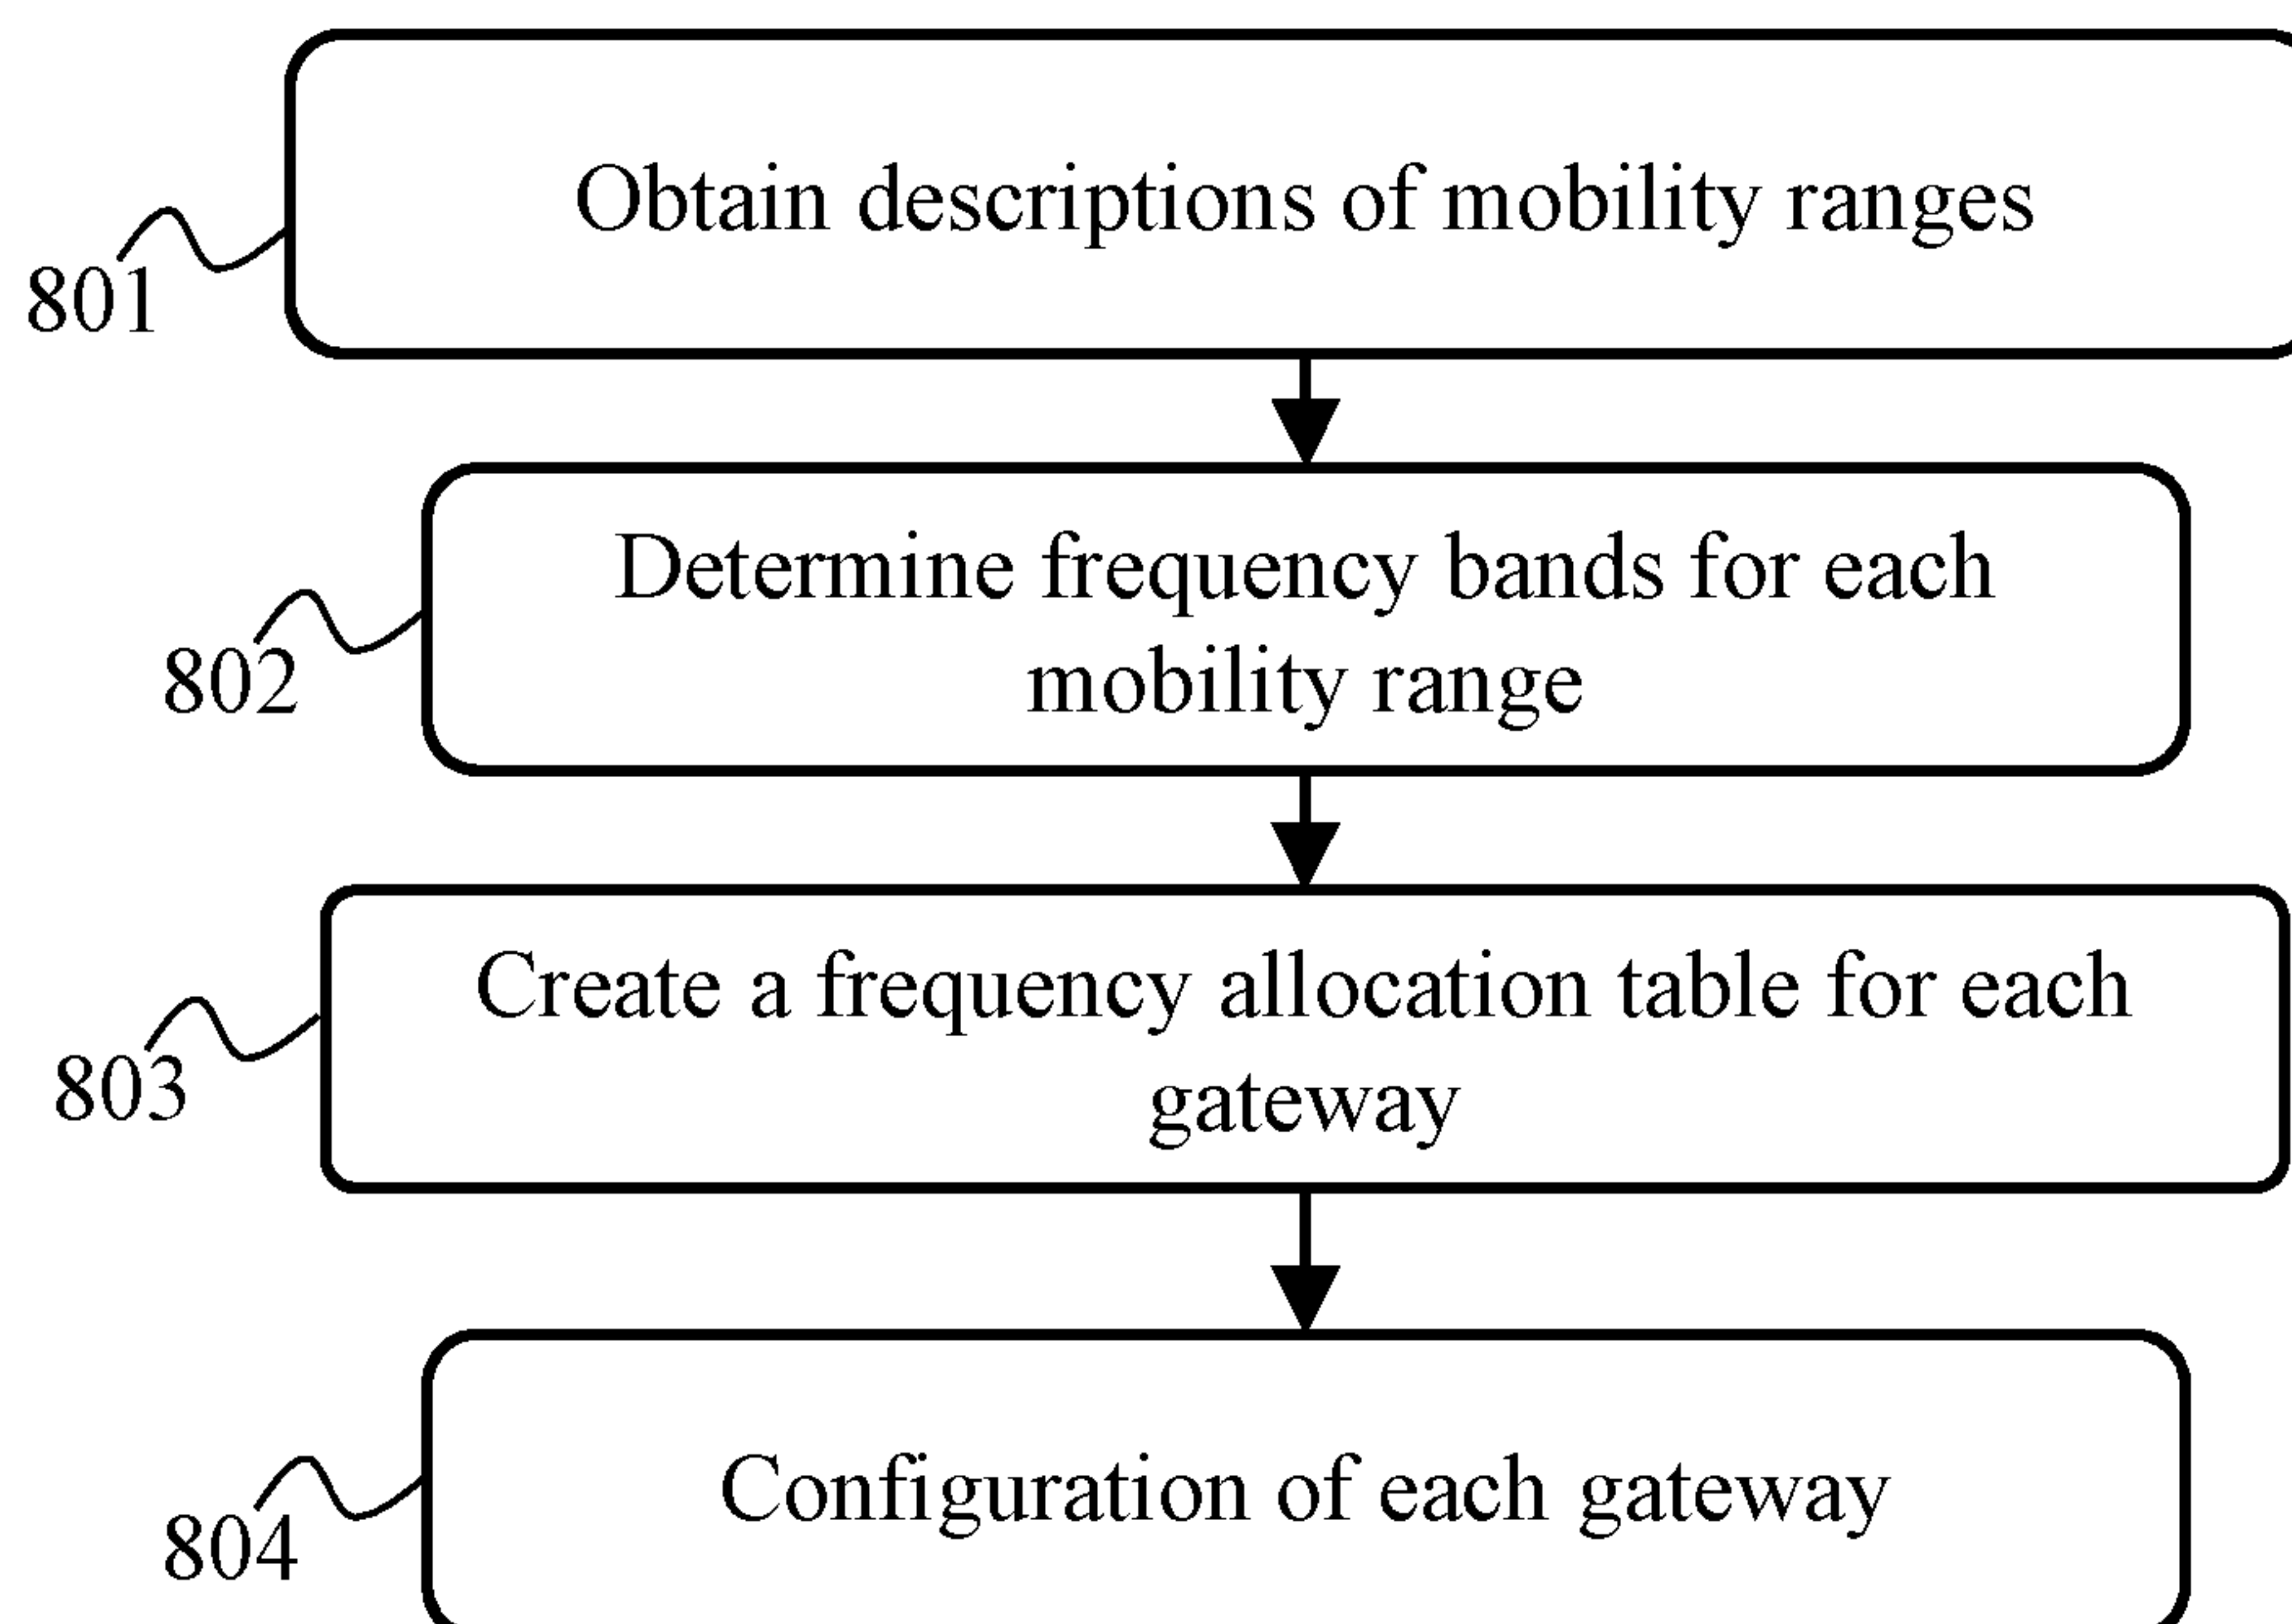 Obtain descriptions of mobility ranges
801
Determine frequency bands for each
mobility range
802
Create a frequency allocation table for each
gateway
803
Configuration of each gateway
804